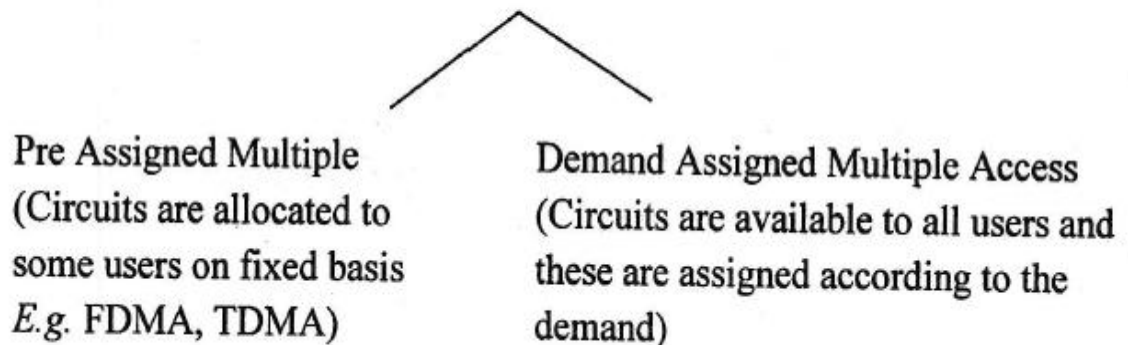 Pre Assigned Multiple
(Circuits are allocated to
some users on fixed basis
E.g. FDMA, TDMA)
Demand Assigned Multiple Access
(Circuits are available to all users and
these are assigned according to the
demand)